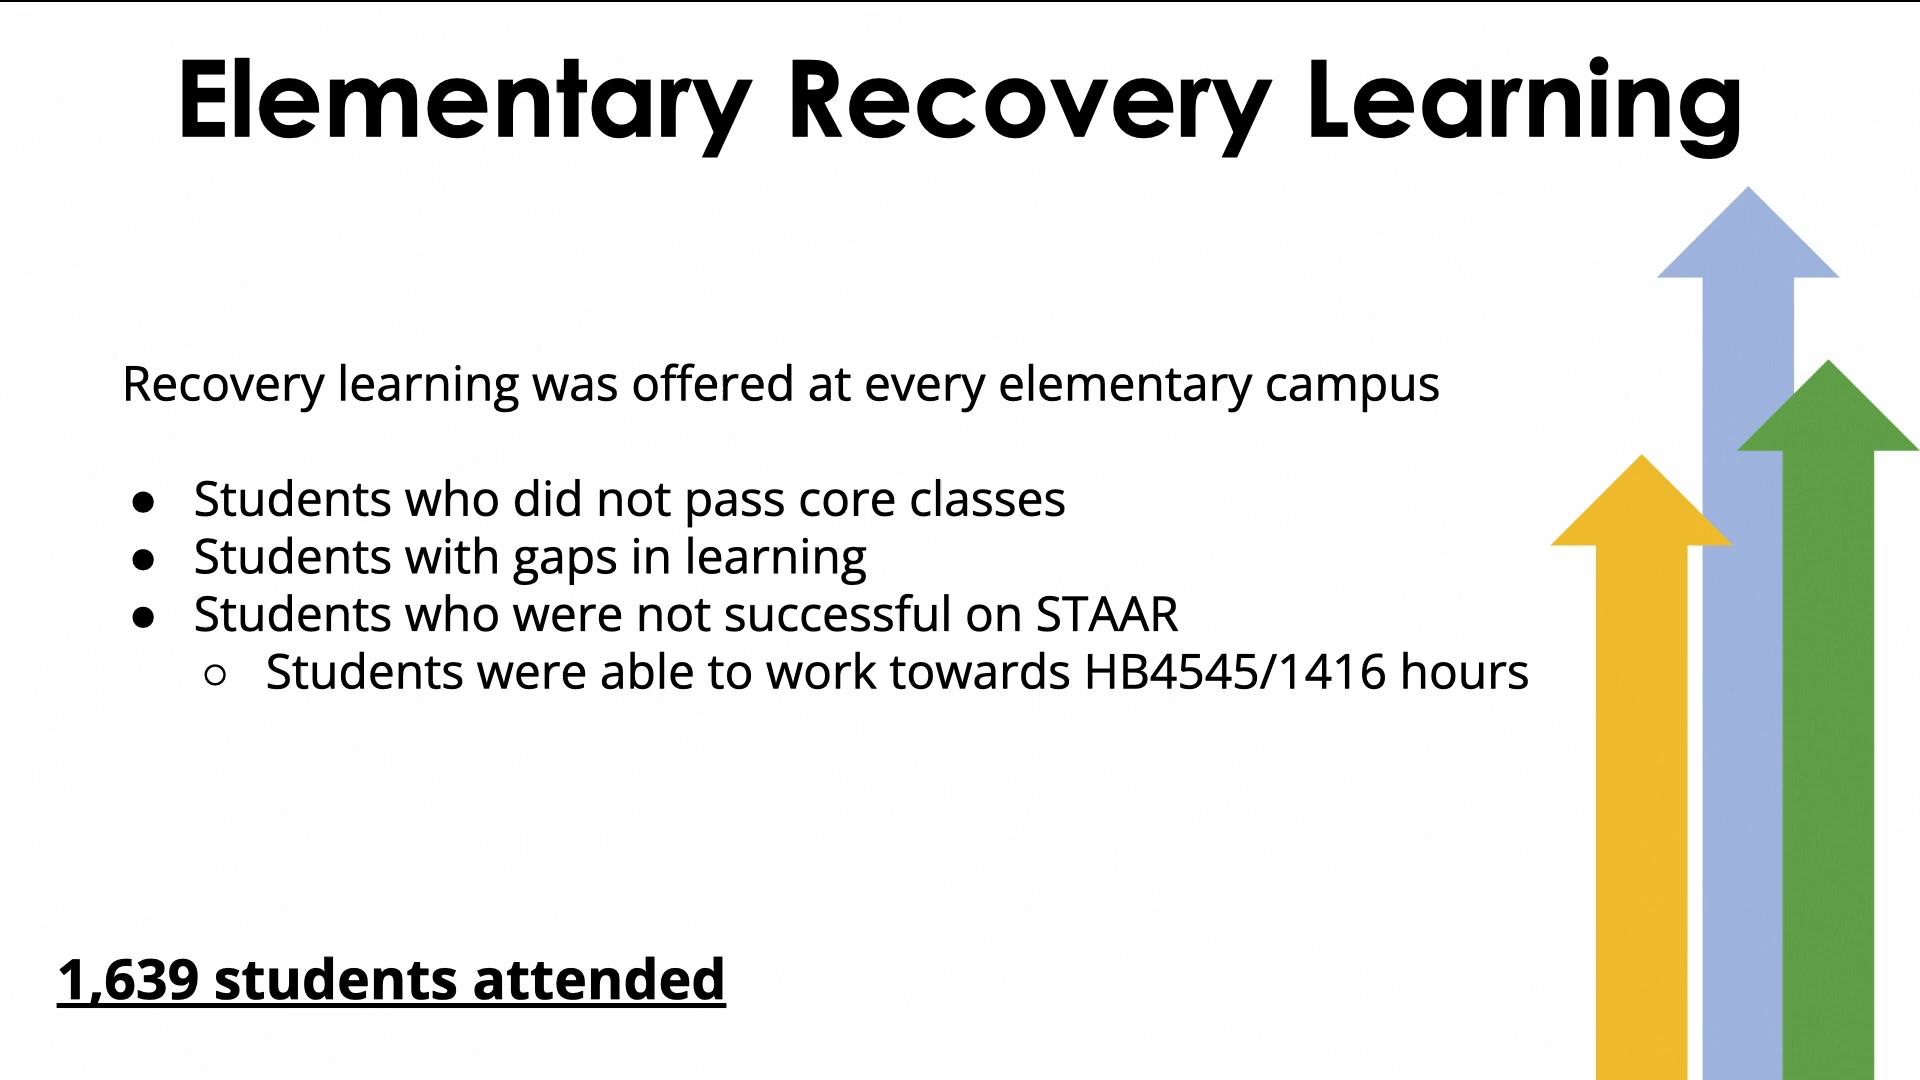 Elementary Recovery Learning
Recovery learning was offered at every elementary campus
● Students who did not pass core classes
● Students with gaps in learning
● Students who were not successful on STAAR
○ Students were able to work towards HB4545/1416 hours
1,639 students attended